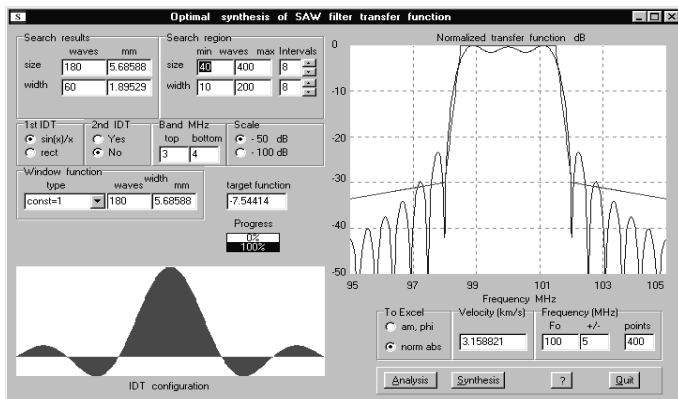 S Optimal synthesis of SAW filter transfer function
Search results
waves mm
size 180 5.68588
width 60 1.89529
Search region
min waves max Intervals
size 40 400 8
width 10 200 8
1st IDT
sin(x)/x
rect
2nd IDT
Yes
No
Band MHz
top bottom
3 4
Scale
- 50 dB
- 100 dB
Window function
width
type waves mm
const=1 180 5.68588
target function
-7.54414
Progress
0%
100%
IDT configuration
Normalized transfer function dB
0
-10
-20
-30
-40
-50
95 97 99 101 103 105
Frequency MHz
To Excel
am, phi
norm abs
Velocity (km/s)
3.158821
Frequency (MHz)
Fo +/- points
100 5 400
Analysis Synthesis ? Quit